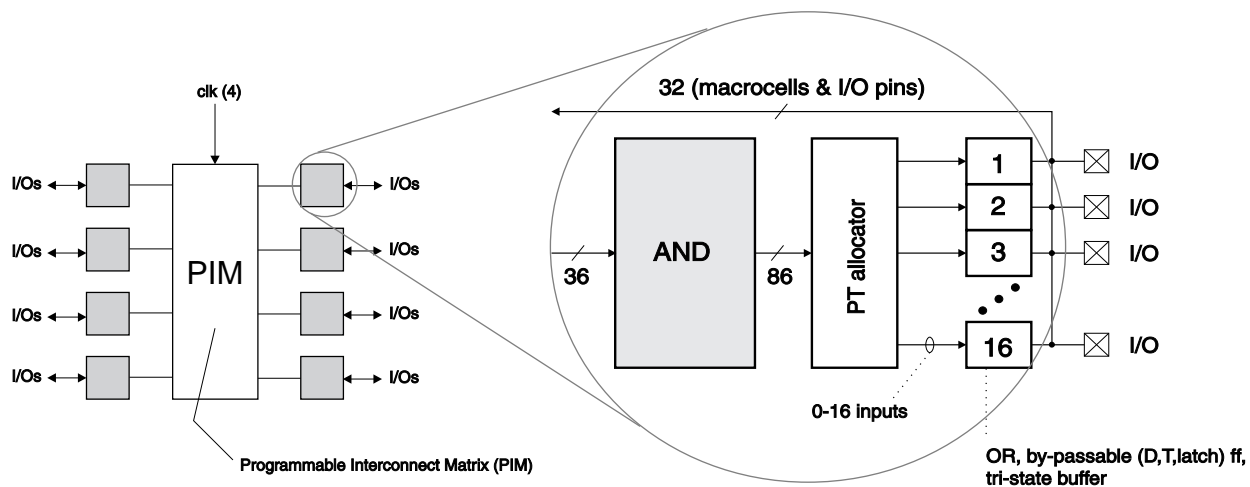 clk (4)
I/Os
I/Os
I/Os
I/Os
PIM
I/Os
I/Os
I/Os
I/Os
Programmable Interconnect Matrix (PIM)
32 (macrocells & I/O pins)
36
AND
86
PT allocator
1
2
3
16
I/O
I/O
I/O
I/O
0-16 inputs
OR, by-passable (D,T,latch) ff,
tri-state buffer